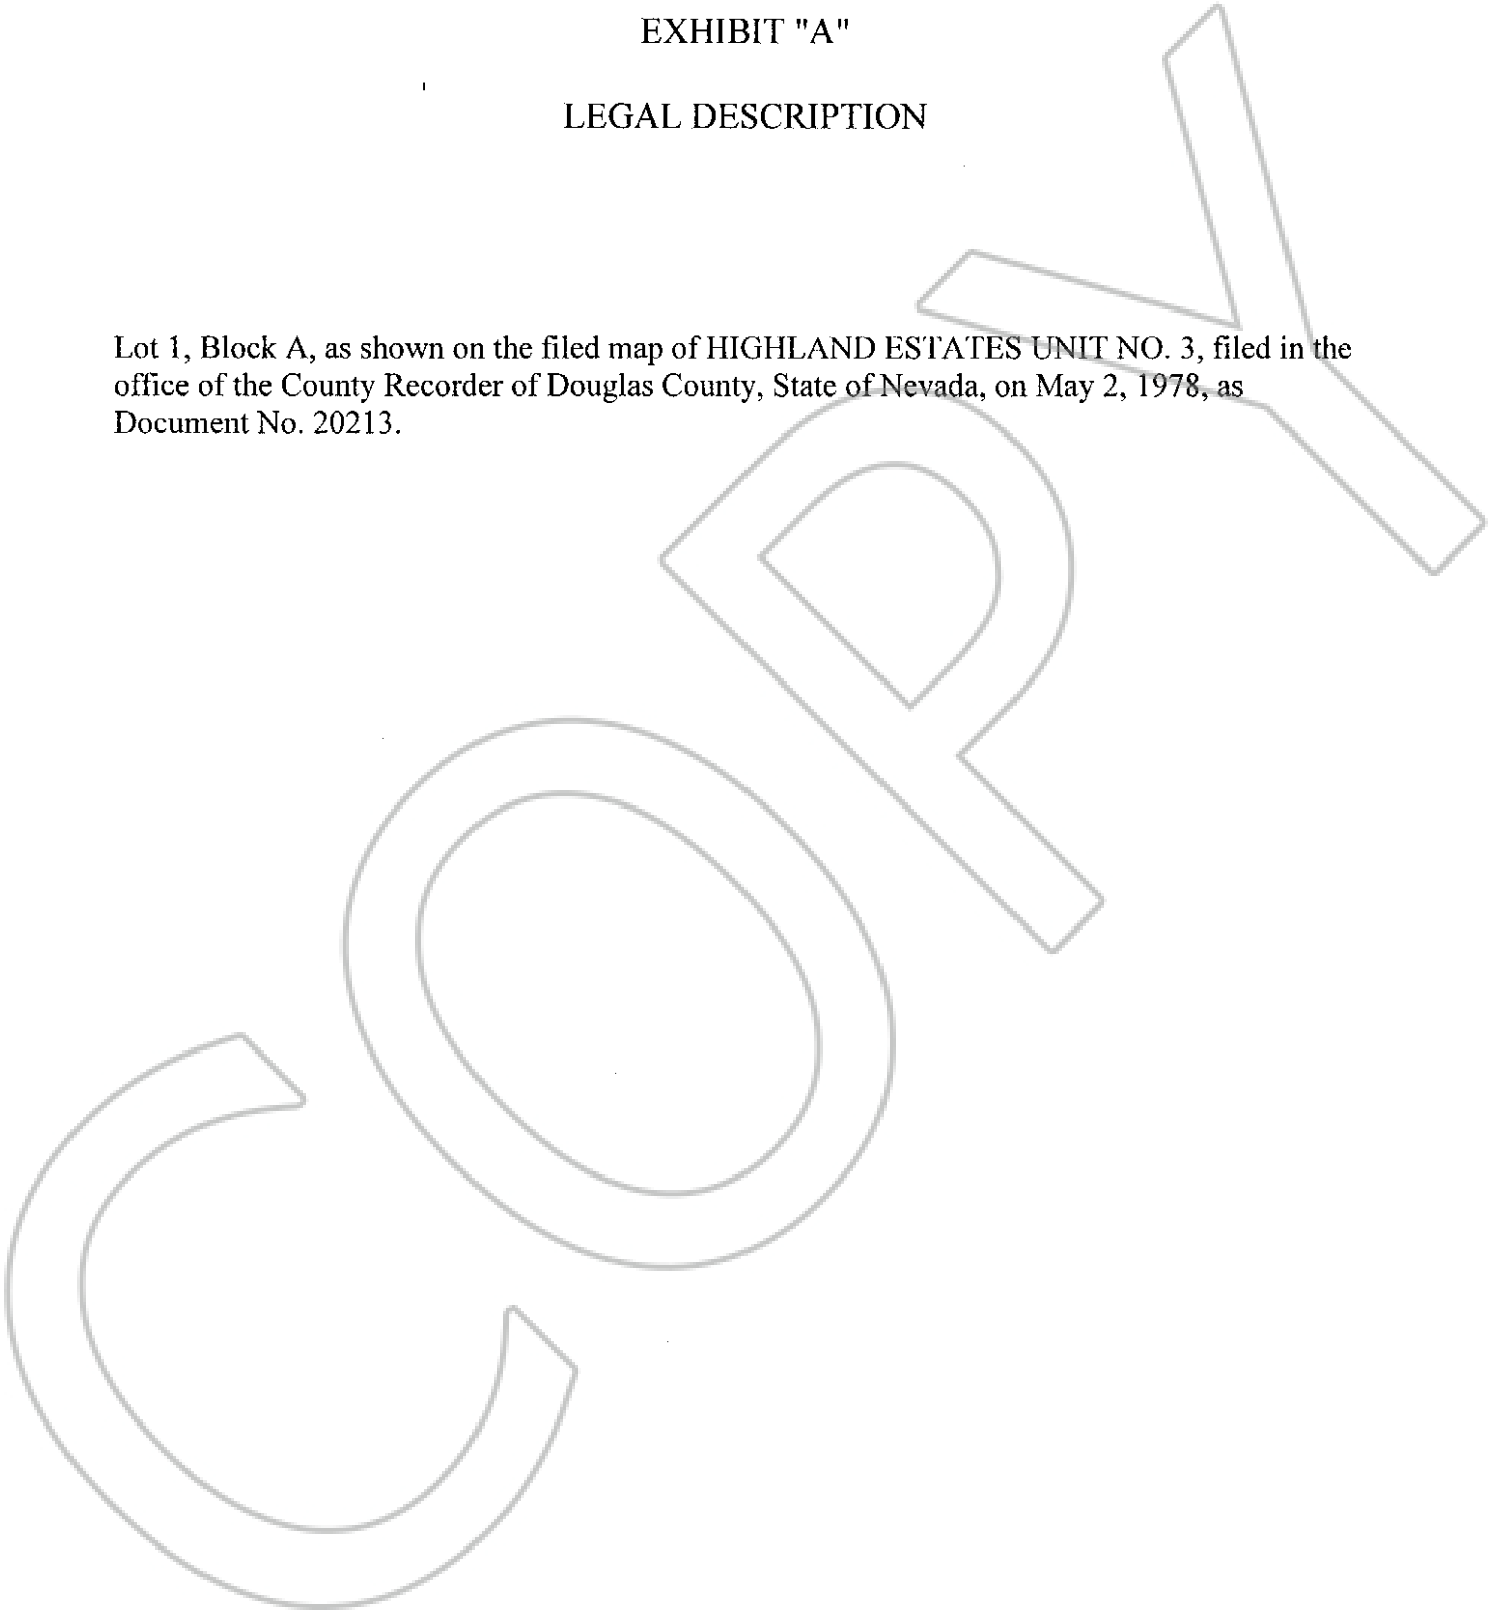 EXHIBIT "A"
LEGAL DESCRIPTION
Lot 1, Block A, as shown on the filed map of HIGHLAND ESTATES UNIT NO. 3, filed in the
office of the County Recorder of Douglas County, State of Nevada, on May 2, 1978, as
Document No. 20213.
COPY